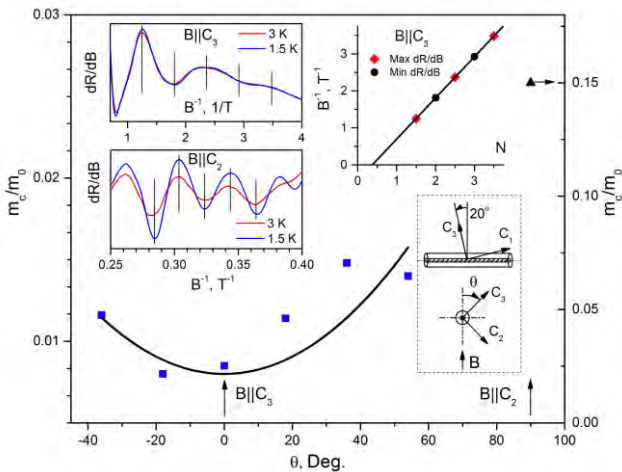 0.03
0.02
0.01
m_c/m_0
-40 -20 0 20 40 60 80 100
θ, Deg.
0.15
0.10
0.05
0.00
m_c/m_0
B||C_3
B||C_2
dR/dB
B||C_3
3 K
1.5 K
1 2 3 4
B^-1, 1/T
dR/dB
B||C_2
3 K
1.5 K
0.25 0.30 0.35 0.40
B^-1, T^-1
B||C_3
Max dR/dB
Min dR/dB
B^-1, T^-1
3
2
1
0
N
0 1 2 3
20°
C_3
C_1
θ
C_3
C_2
B